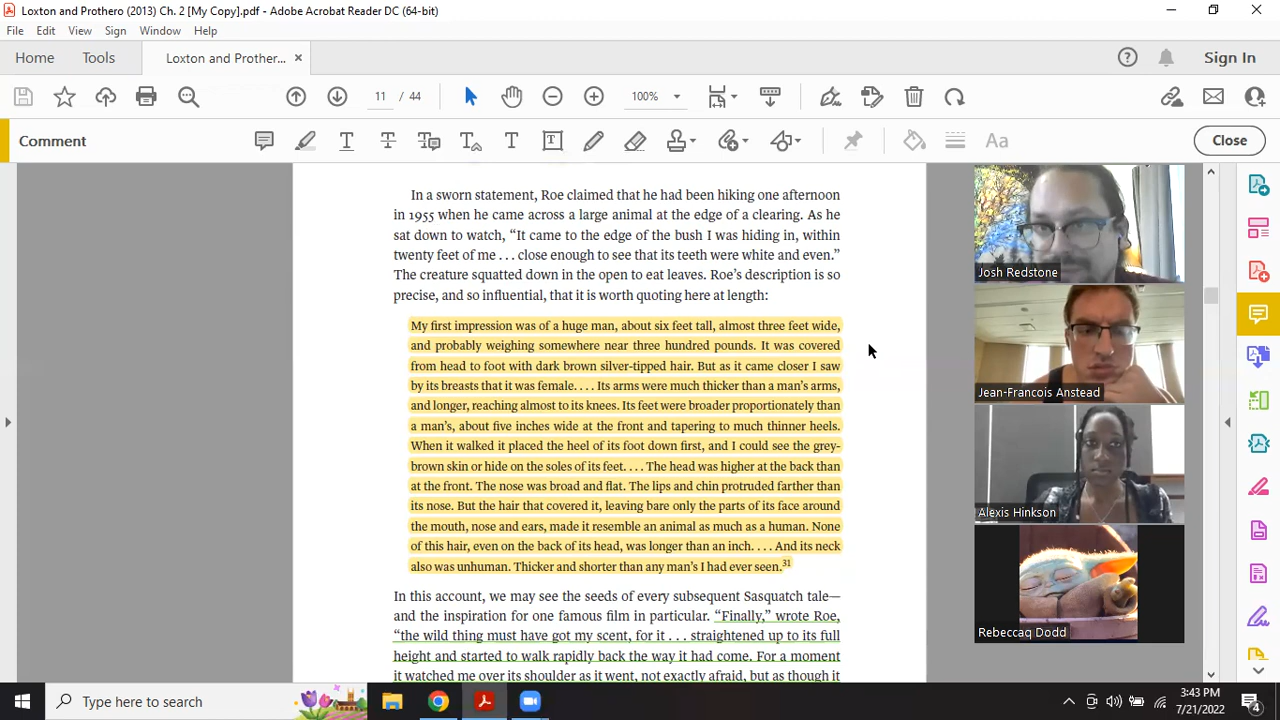 Loxton and Prothero (2013) Ch. 2 [My Copy].pdf - Adobe Acrobat Reader DC (64-bit)
File Edit View Sign Window Help
Home Tools Loxton and Prother... × Sign In
11 / 44 100%
Comment Close
In a sworn statement, Roe claimed that he had been hiking one afternoon
in 1955 when he came across a large animal at the edge of a clearing. As he
sat down to watch, “It came to the edge of the bush I was hiding in, within
twenty feet of me . . . close enough to see that its teeth were white and even.”
The creature squatted down in the open to eat leaves. Roe’s description is so
precise, and so influential, that it is worth quoting here at length:
My first impression was of a huge man, about six feet tall, almost three feet wide,
and probably weighing somewhere near three hundred pounds. It was covered
from head to foot with dark brown silver-tipped hair. But as it came closer I saw
by its breasts that it was female. . . . Its arms were much thicker than a man’s arms,
and longer, reaching almost to its knees. Its feet were broader proportionately than
a man’s, about five inches wide at the front and tapering to much thinner heels.
When it walked it placed the heel of its foot down first, and I could see the grey-
brown skin or hide on the soles of its feet. . . . The head was higher at the back than
at the front. The nose was broad and flat. The lips and chin protruded farther than
its nose. But the hair that covered it, leaving bare only the parts of its face around
the mouth, nose and ears, made it resemble an animal as much as a human. None
of this hair, even on the back of its head, was longer than an inch. . . . And its neck
also was unhuman. Thicker and shorter than any man’s I had ever seen.31
In this account, we may see the seeds of every subsequent Sasquatch tale—
and the inspiration for one famous film in particular. “Finally,” wrote Roe,
“the wild thing must have got my scent, for it . . . straightened up to its full
height and started to walk rapidly back the way it had come. For a moment
it watched me over its shoulder as it went, not exactly afraid, but as though it
Josh Redstone
Jean-Francois Anstead
Alexis Hinkson
Rebeccaq Dodd
Type here to search
3:43 PM
7/21/2022
4